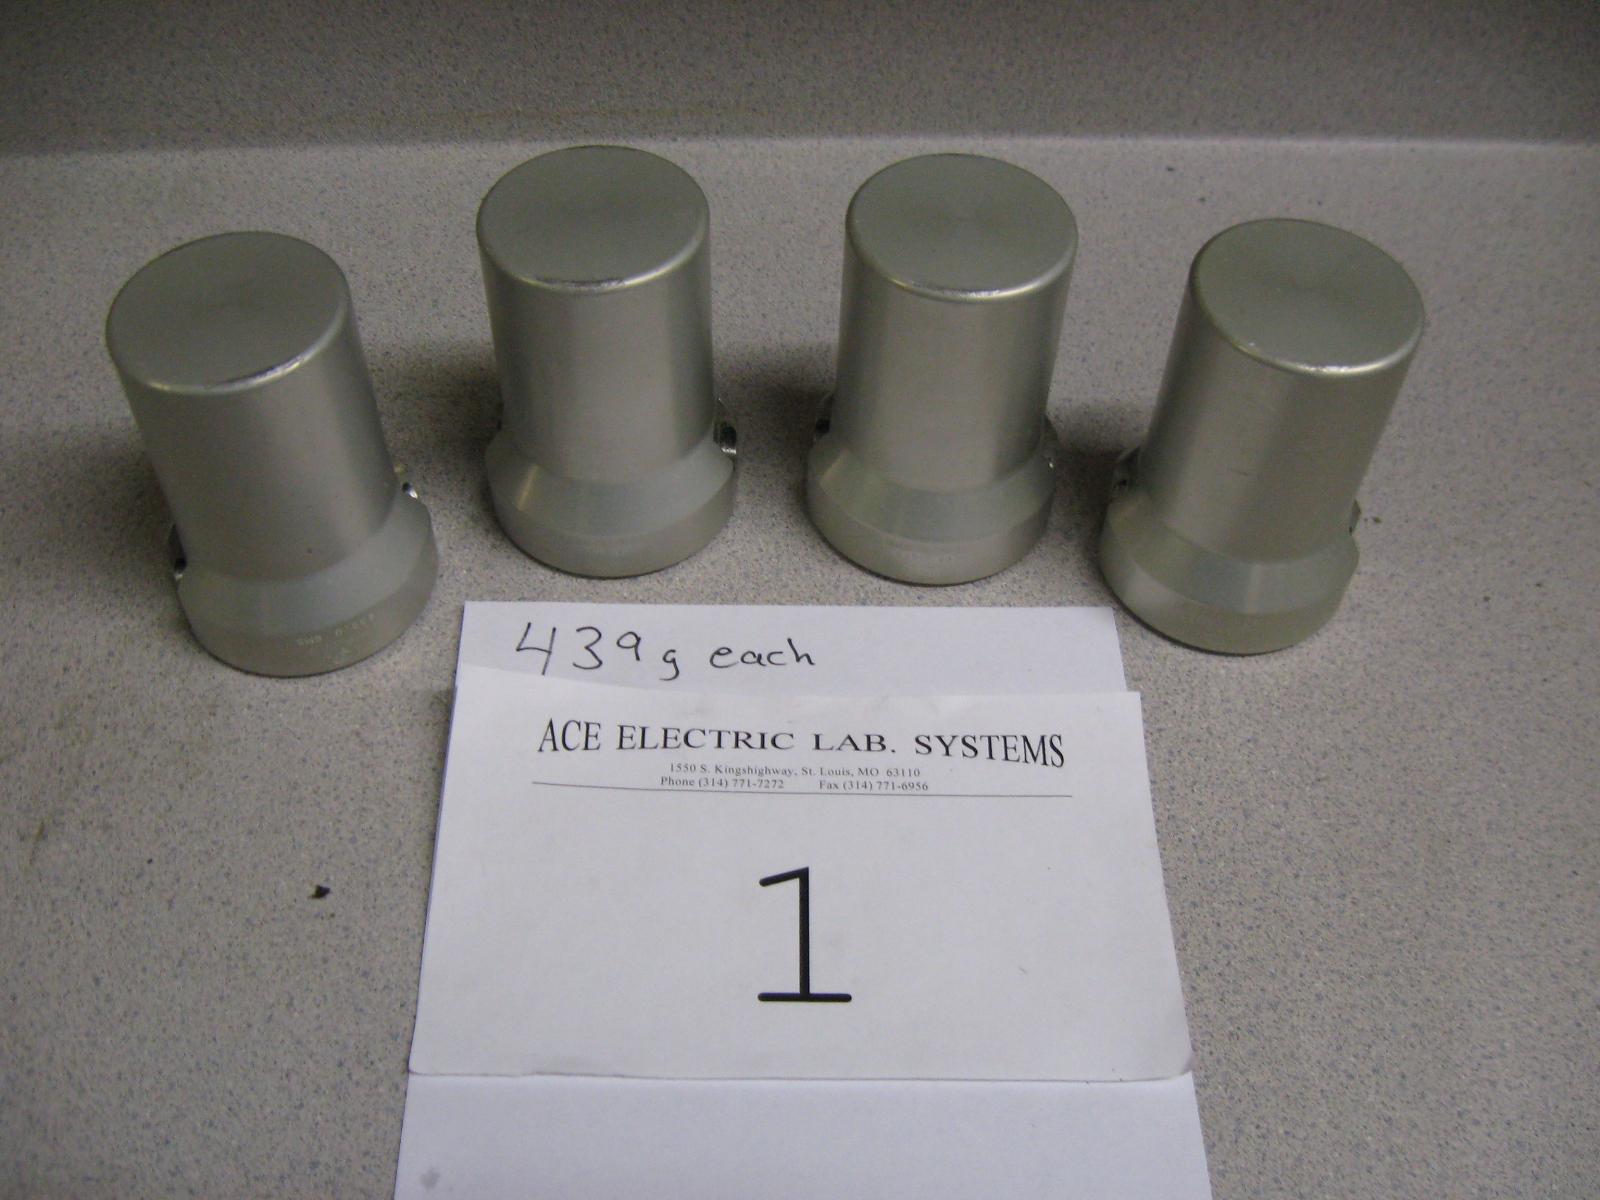 439g each
ACE ELECTRIC LAB. SYSTEMS
1550 S. Kingshighway, St. Louis, MO 63110
Phone (314) 771-7272 Fax (314) 771-6956
1